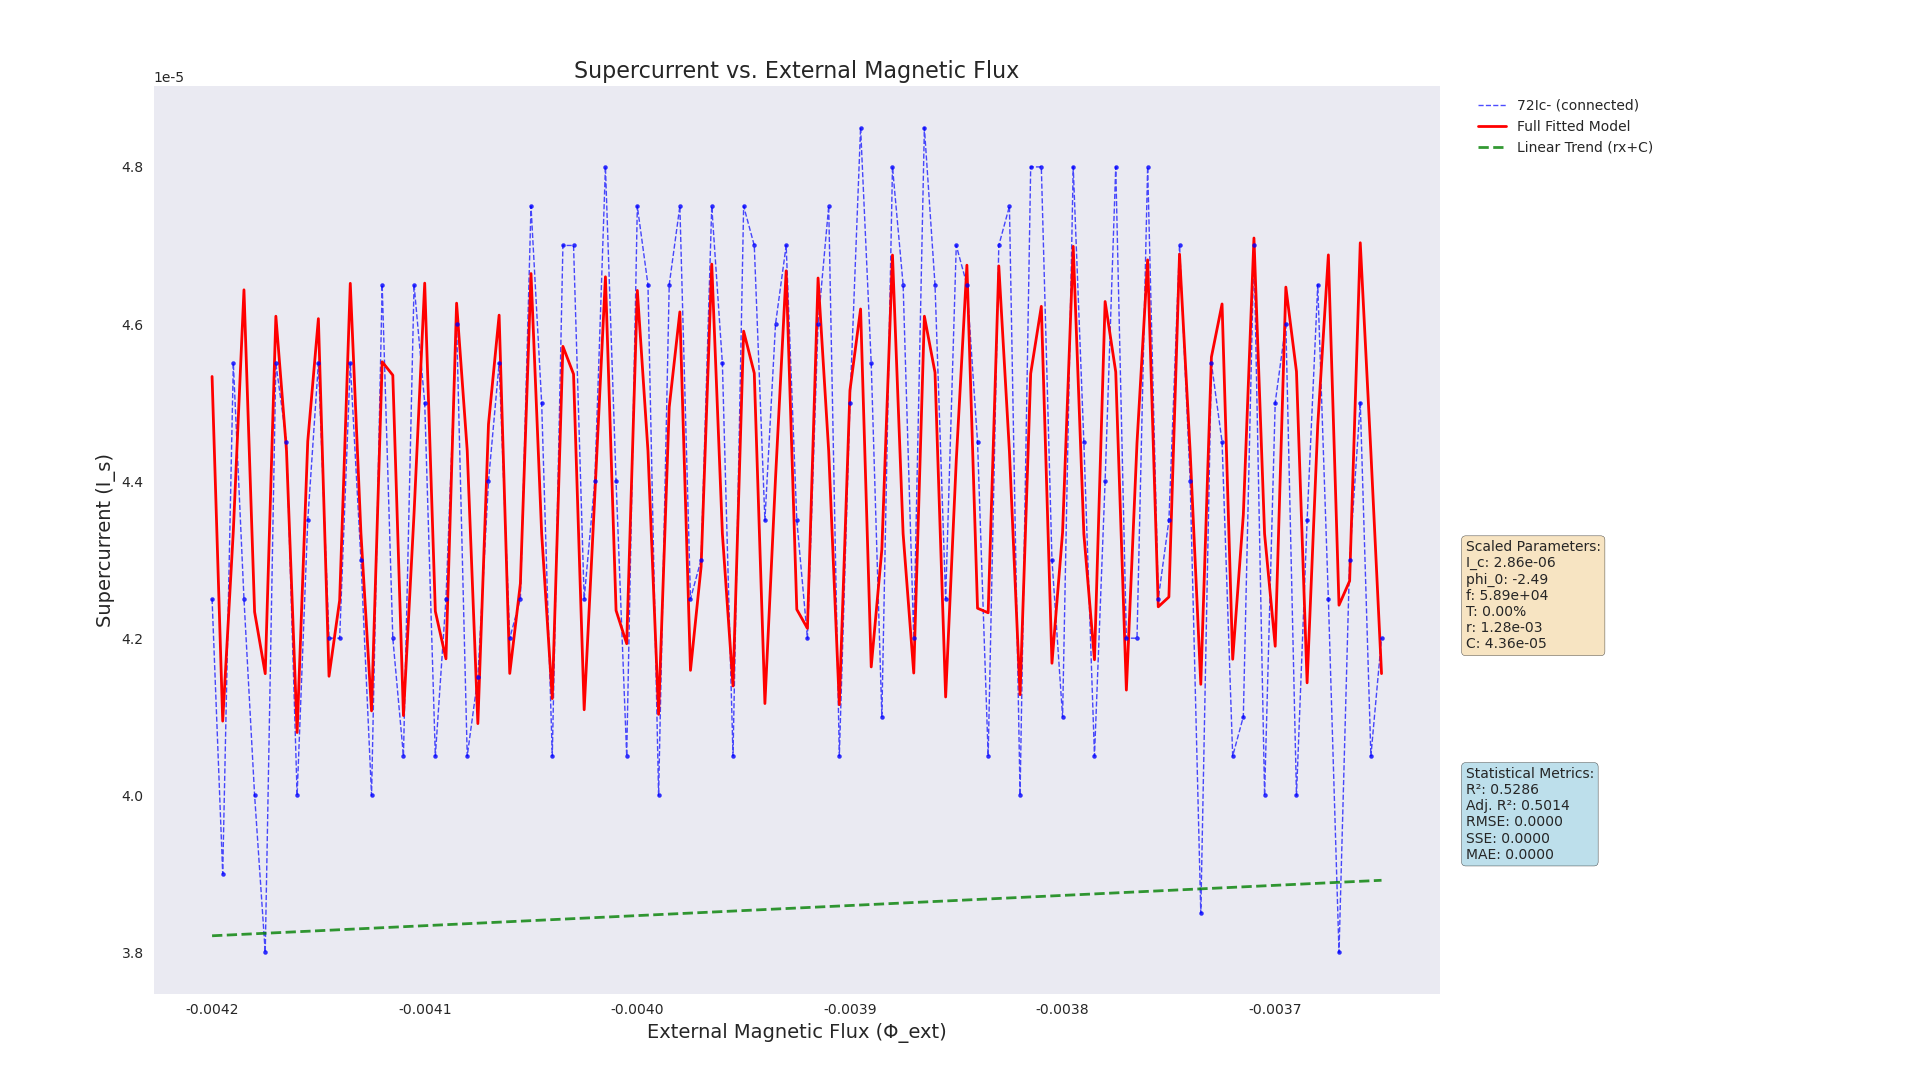 Supercurrent vs. External Magnetic Flux
1e-5
4.8
4.6
4.4
4.2
4.0
3.8
Supercurrent (I_s)
-0.0042
-0.0041
-0.0040
-0.0039
-0.0038
-0.0037
External Magnetic Flux (Φ_ext)
72Ic- (connected)
Full Fitted Model
Linear Trend (rx+C)
Scaled Parameters:
I_c: 2.86e-06
phi_0: -2.49
f: 5.89e+04
T: 0.00%
r: 1.28e-03
C: 4.36e-05
Statistical Metrics:
R²: 0.5286
Adj. R²: 0.5014
RMSE: 0.0000
SSE: 0.0000
MAE: 0.0000